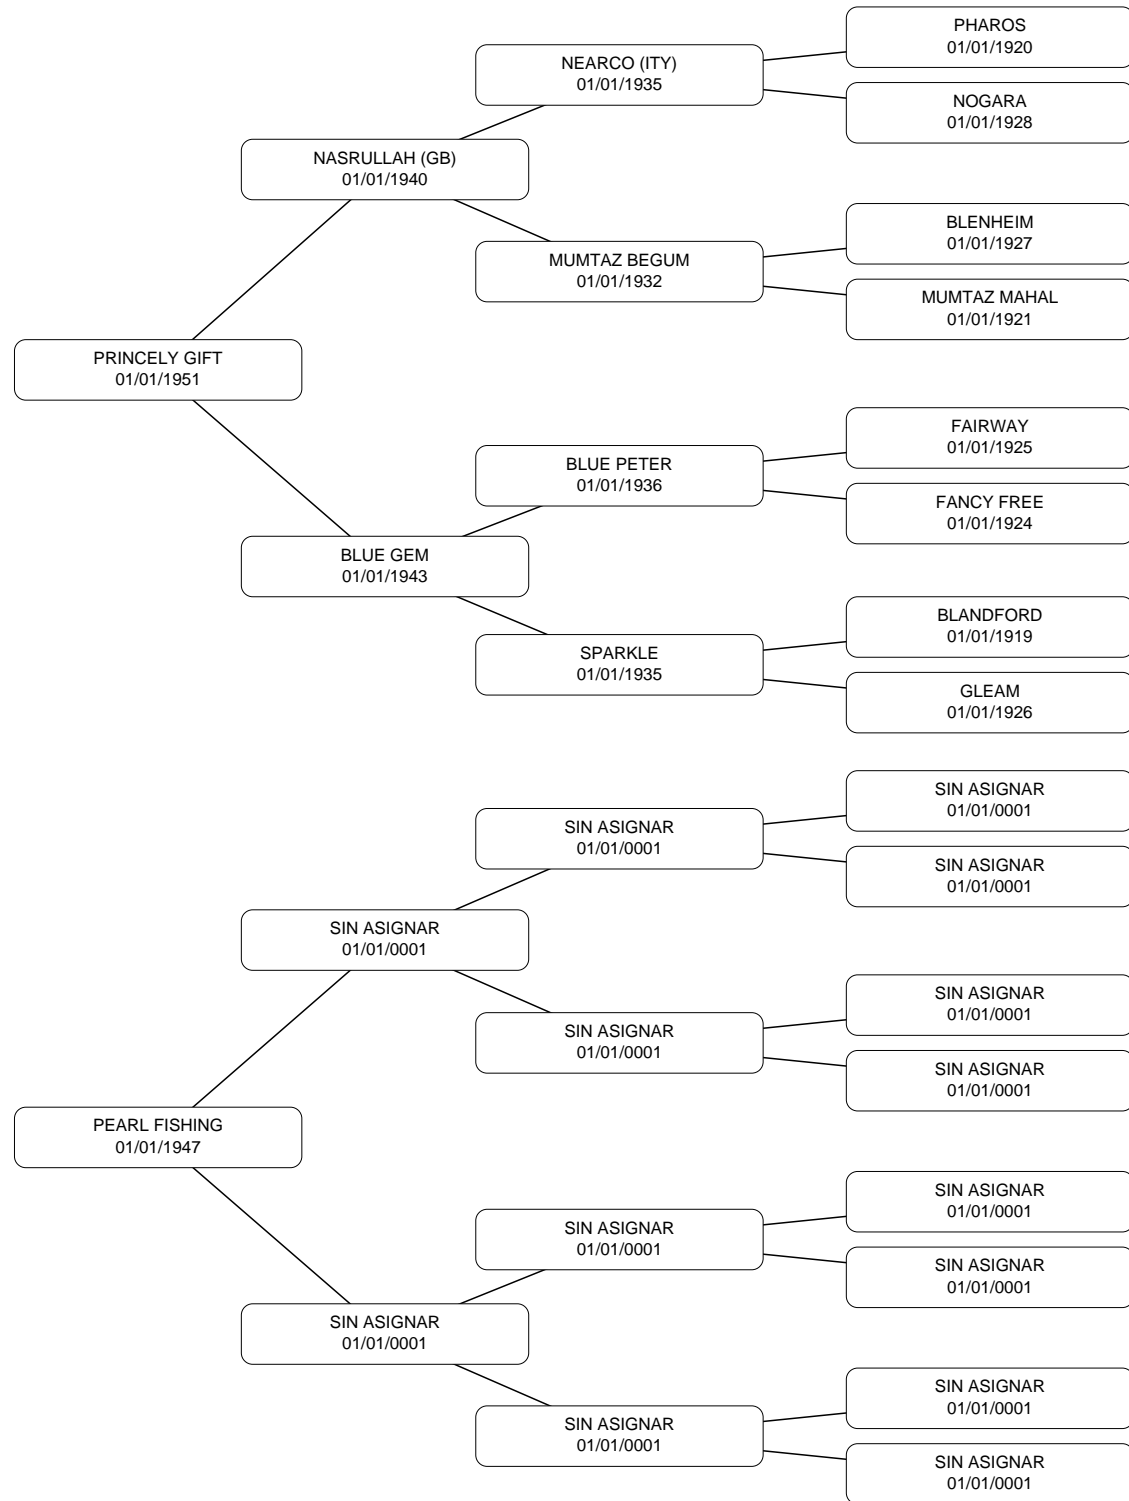 PHAROS
01/01/1920
NEARCO (ITY)
01/01/1935
NOGARA
01/01/1928
NASRULLAH (GB)
01/01/1940
BLENHEIM
01/01/1927
MUMTAZ BEGUM
01/01/1932
MUMTAZ MAHAL
01/01/1921
PRINCELY GIFT
01/01/1951
FAIRWAY
01/01/1925
BLUE PETER
01/01/1936
FANCY FREE
01/01/1924
BLUE GEM
01/01/1943
BLANDFORD
01/01/1919
SPARKLE
01/01/1935
GLEAM
01/01/1926
SIN ASIGNAR
01/01/0001
SIN ASIGNAR
01/01/0001
SIN ASIGNAR
01/01/0001
SIN ASIGNAR
01/01/0001
SIN ASIGNAR
01/01/0001
SIN ASIGNAR
01/01/0001
SIN ASIGNAR
01/01/0001
PEARL FISHING
01/01/1947
SIN ASIGNAR
01/01/0001
SIN ASIGNAR
01/01/0001
SIN ASIGNAR
01/01/0001
SIN ASIGNAR
01/01/0001
SIN ASIGNAR
01/01/0001
SIN ASIGNAR
01/01/0001
SIN ASIGNAR
01/01/0001